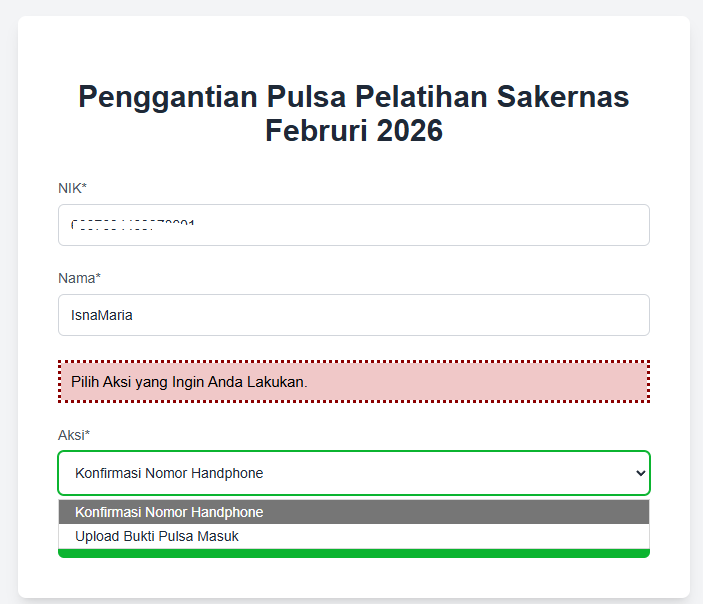 Penggantian Pulsa Pelatihan Sakernas
Februri 2026
NIK*
Nama*
IsnaMaria
Pilih Aksi yang Ingin Anda Lakukan.
Aksi*
Konfirmasi Nomor Handphone
Konfirmasi Nomor Handphone
Upload Bukti Pulsa Masuk